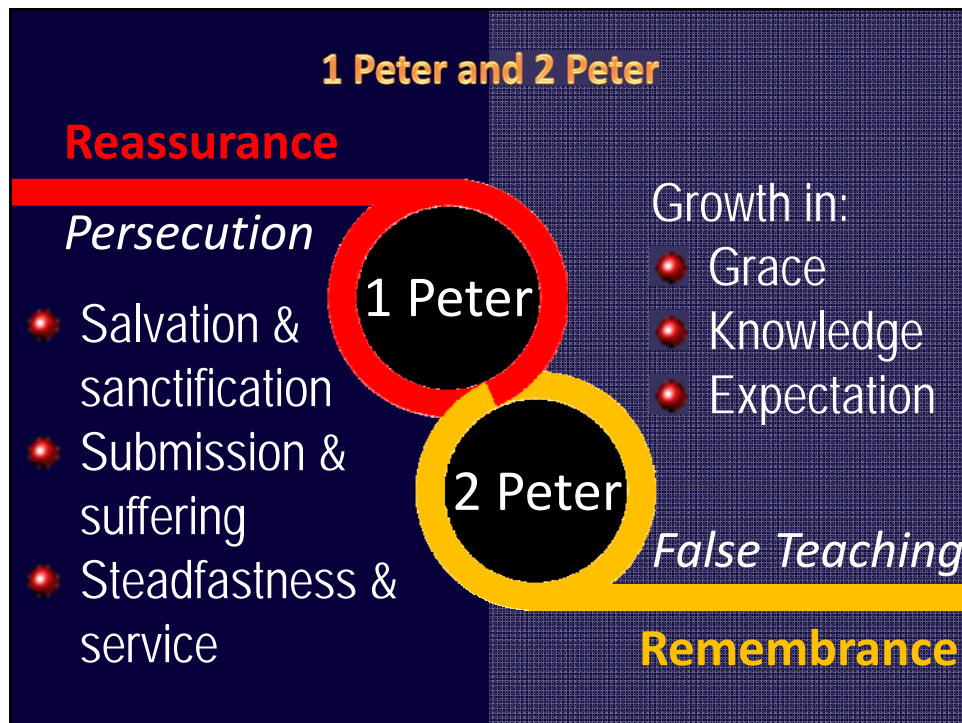 1 Peter and 2 Peter
Reassurance
Persecution
Salvation &
sanctification
Submission &
suffering
Steadfastness &
service
1 Peter
2 Peter
Growth in:
Grace
Knowledge
Expectation
False Teaching
Remembrance